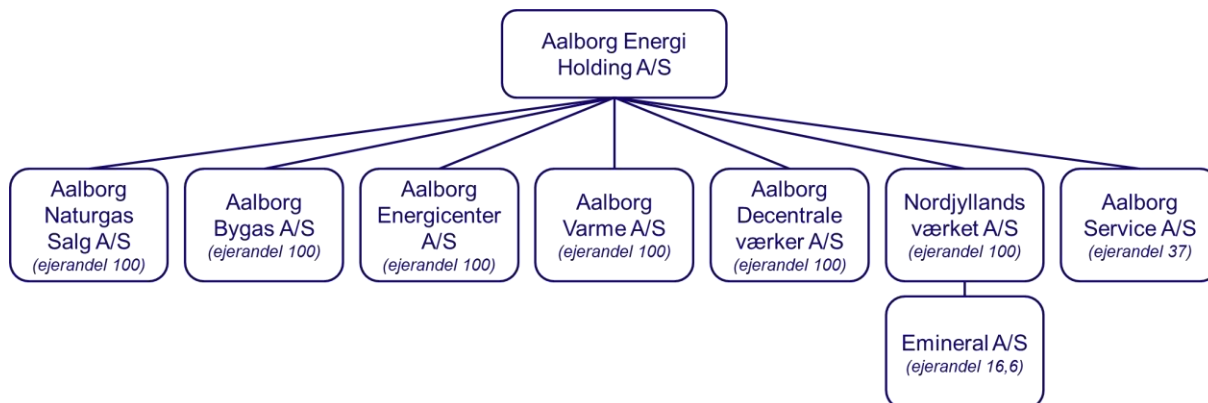 Aalborg Energi
Holding A/S
Aalborg
Naturgas
Salg A/S
(ejerandel 100)
Aalborg
Bygas A/S
(ejerandel 100)
Aalborg
Energicenter
A/S
(ejerandel 100)
Aalborg
Varme A/S
(ejerandel 100)
Aalborg
Decentrale
værker A/S
(ejerandel 100)
Nordjyllands
værket A/S
(ejerandel 100)
Aalborg
Service A/S
(ejerandel 37)
Emineral A/S
(ejerandel 16,6)